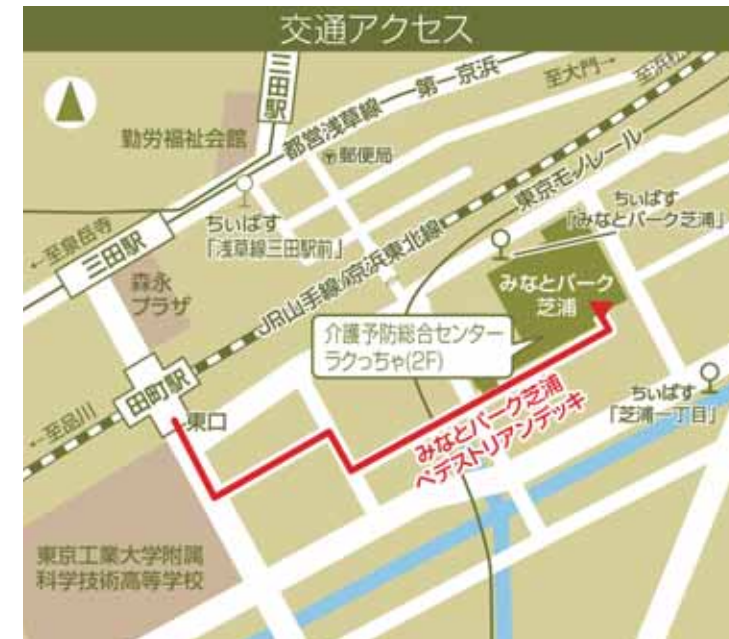 交通アクセス
三田駅
第一京浜
至大門→
至浜松
勤労福祉会館
都営浅草線
〒郵便局
東京モノレール
ちぃばす
「みなとパーク芝浦」
ちぃばす
「浅草線三田駅前」
←至泉岳寺
三田駅
森永
プラザ
JR山手線/京浜東北線
みなとパーク
芝浦
介護予防総合センター
ラクっちゃ(2F)
田町駅
東口
←至品川
みなとパーク芝浦
ペデストリアンデッキ
ちぃばす
「芝浦一丁目」
東京工業大学附属
科学技術高等学校